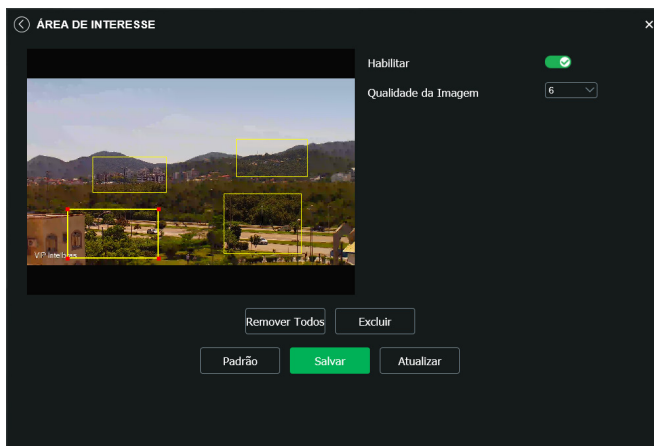 ÁREA DE INTERESSE
Habilitar
Qualidade da Imagem 6
VIP Intelbras
Remover Todos Excluir
Padrão Salvar Atualizar